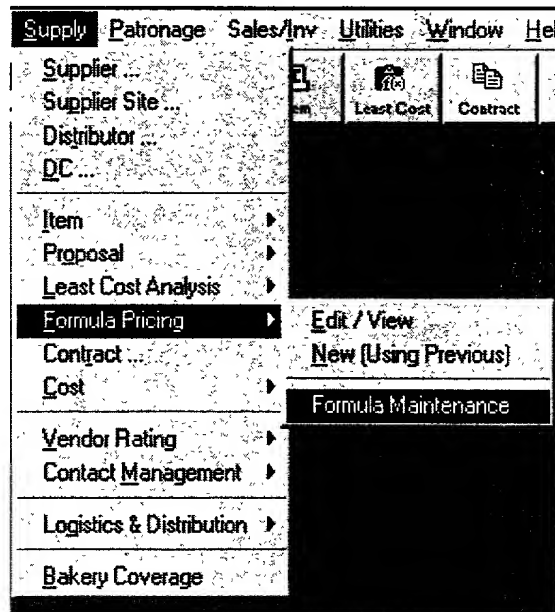 Supply Patronage Sales/Inv Utilities Window
Supplier ...
Supplier Site ...
Distributor ...
DC ...
Least Cost Contract
Item
Proposal
Least Cost Analysis
Formula Pricing
Edit / View
Contract ...
New (Using Previous)
Cost
Formula Maintenance
Vendor Rating
Contact Management
Logistics & Distribution
Bakery Coverage